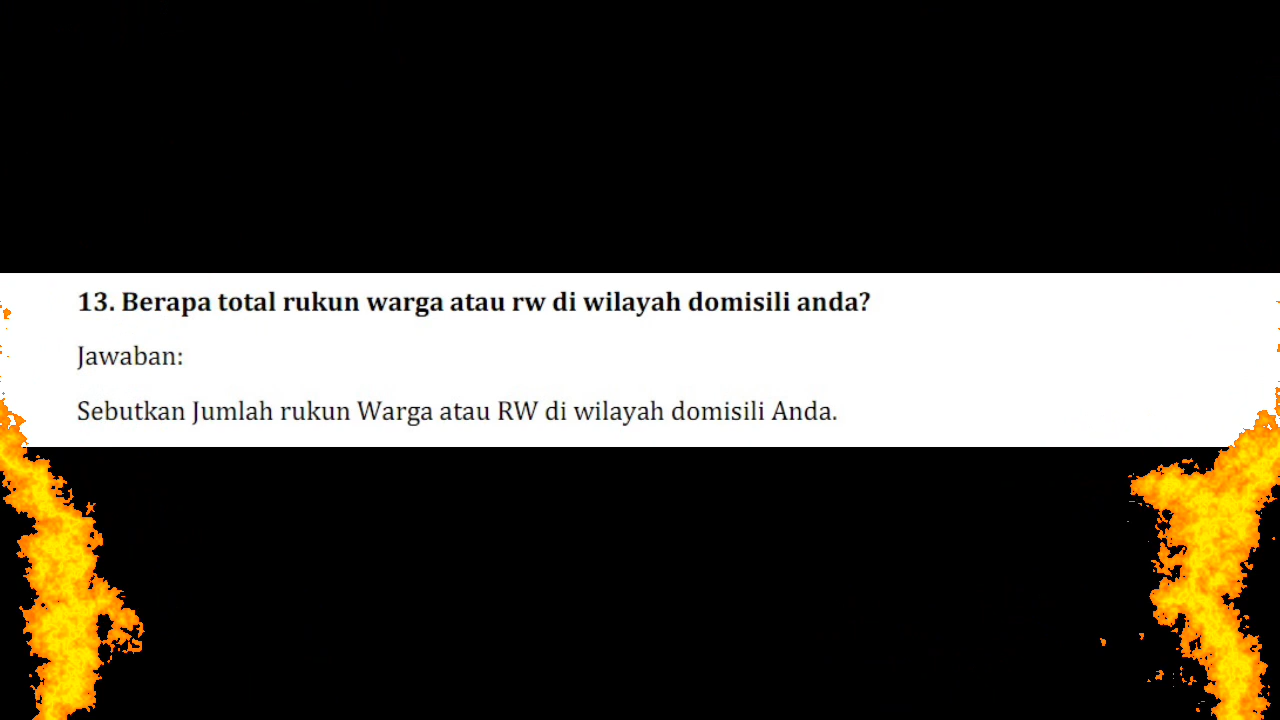 13. Berapa total rukun warga atau rw di wilayah domisili anda?
Jawaban:
Sebutkan Jumlah rukun Warga atau RW di wilayah domisili Anda.